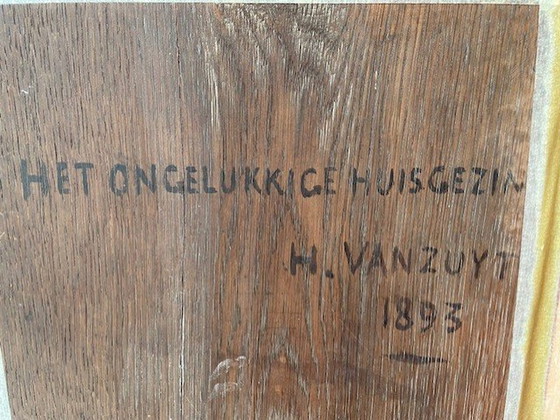 HET ONGELUKKIGE HUISGEZIN
H. VANZUYT
1893